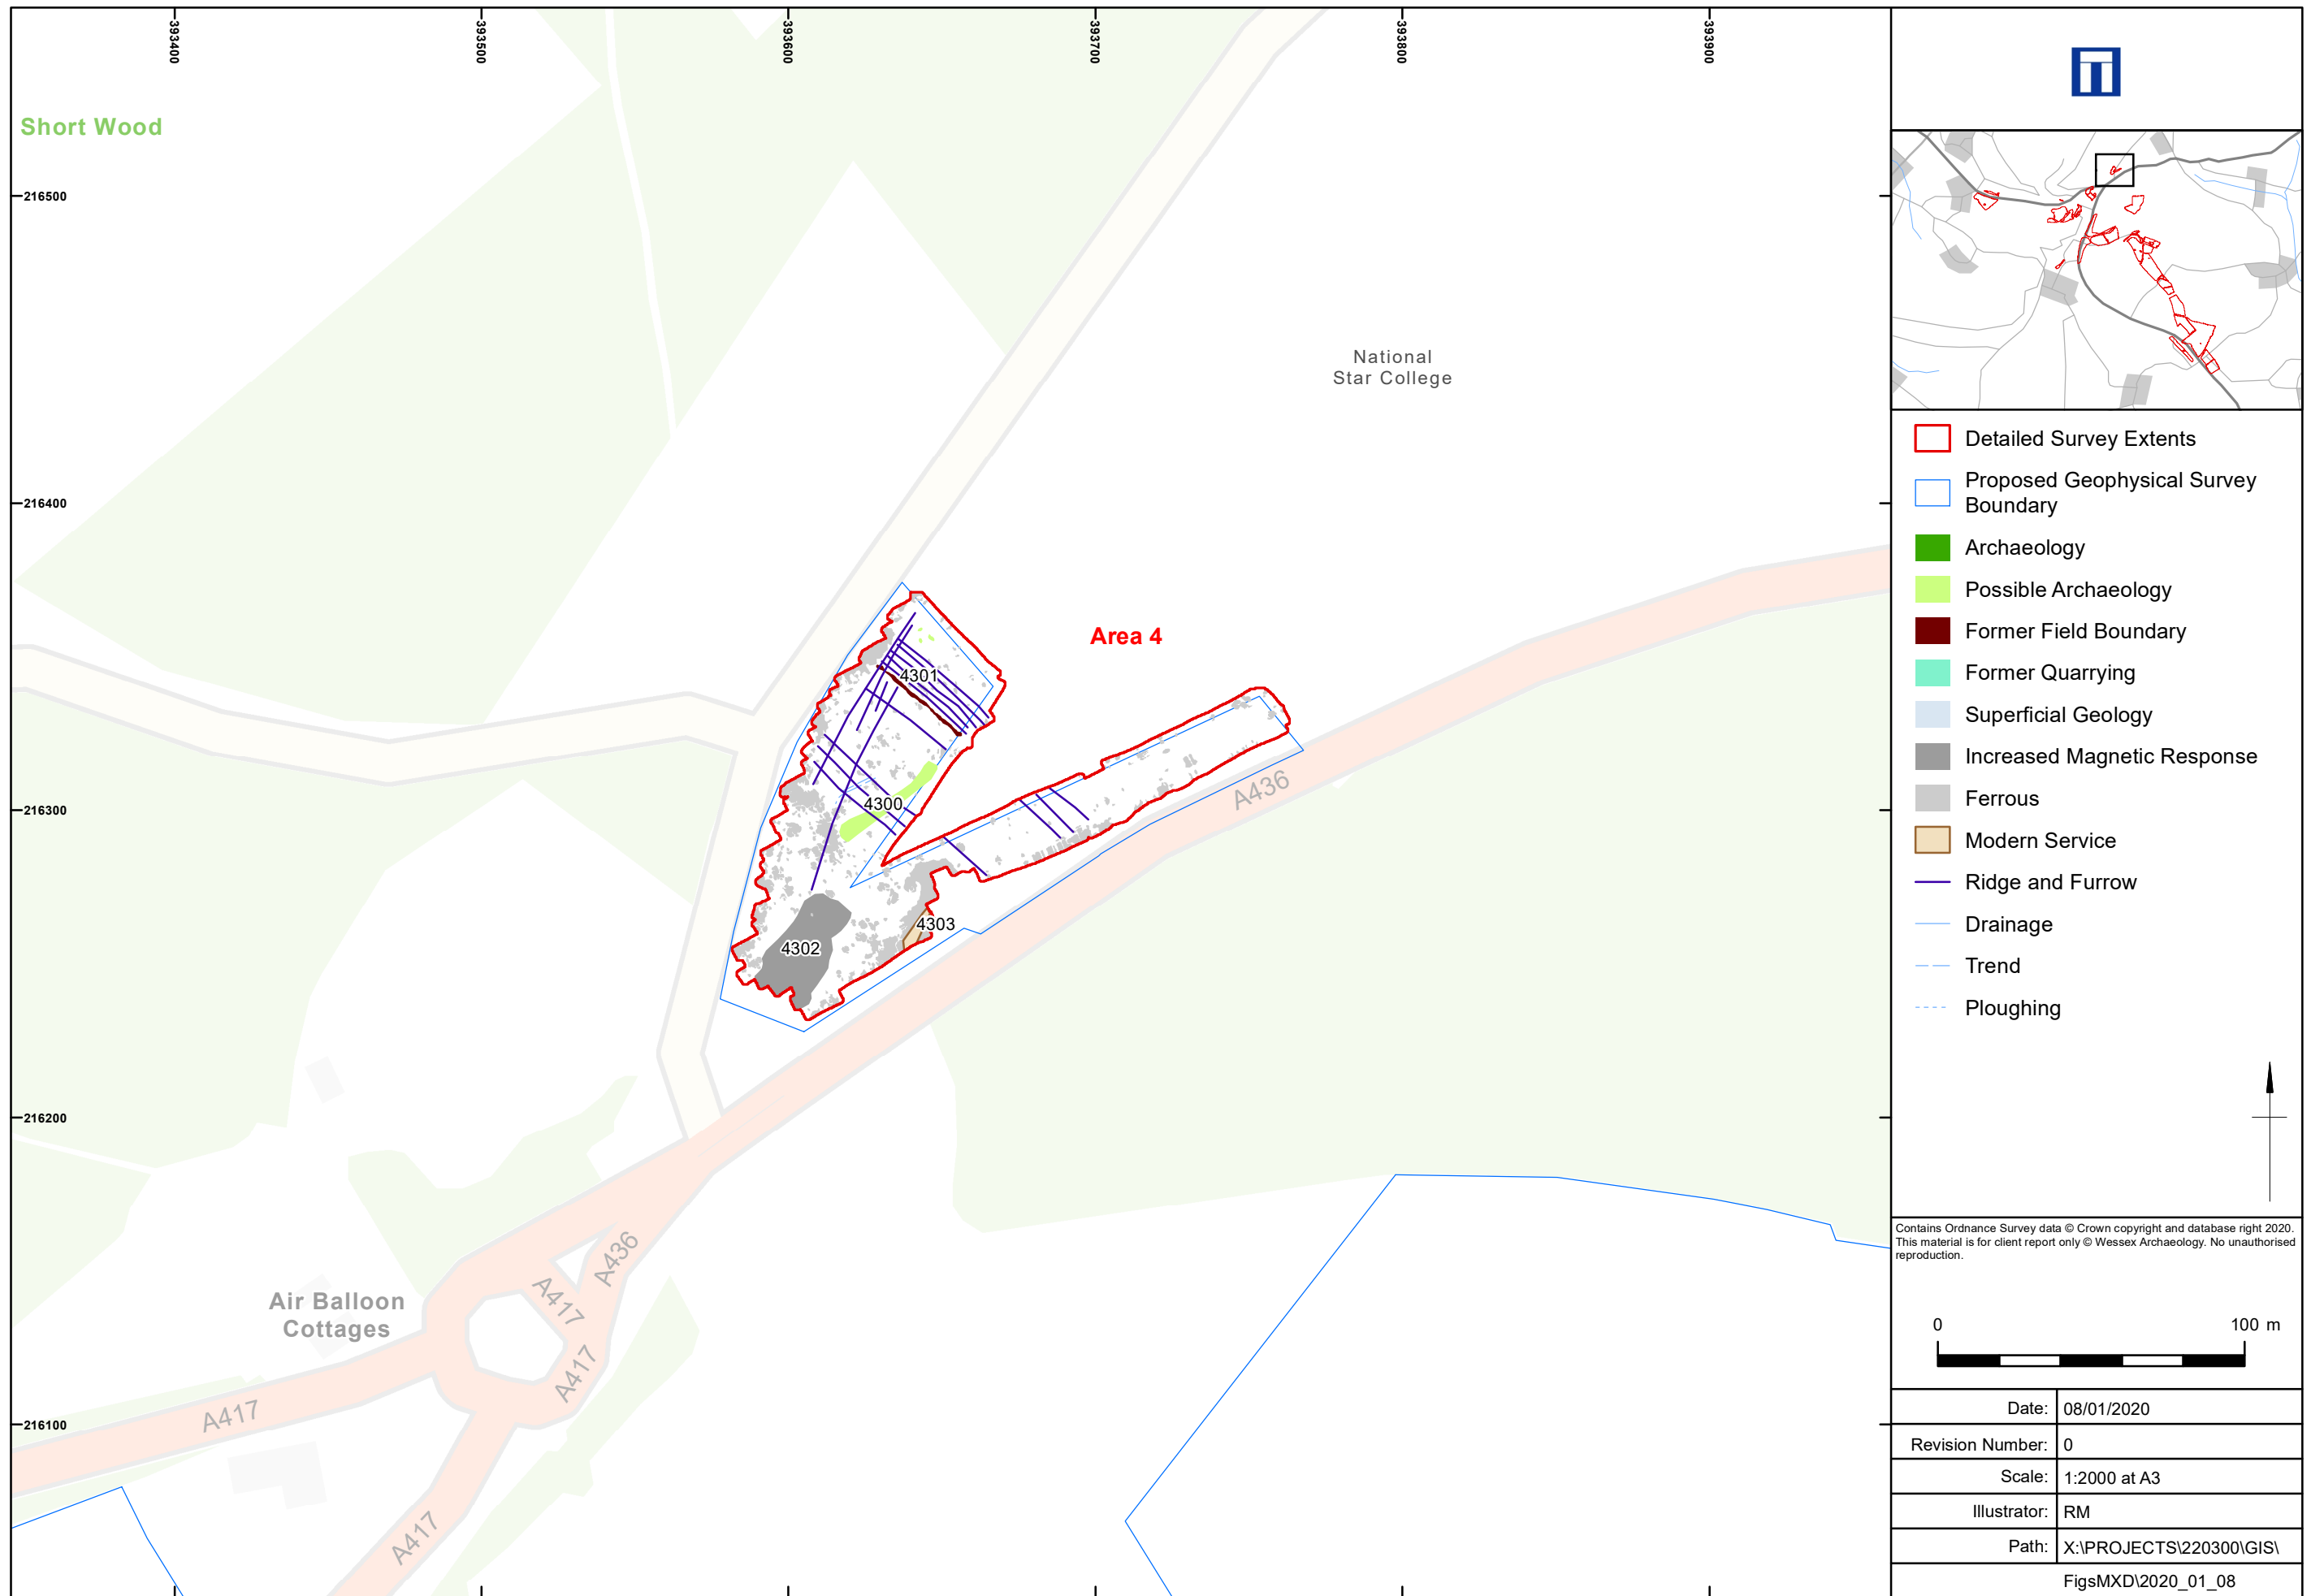 393400
393500
393600
393700
393800
393900
Short Wood
216500
National
Star College
216400
Area 4
4301
4300
A436
216300
4303
4302
216200
A436
A417
Air Balloon
Cottages
A417
A417
216100
A417
Detailed Survey Extents
Proposed Geophysical Survey
Boundary
Archaeology
Possible Archaeology
Former Field Boundary
Former Quarrying
Superficial Geology
Increased Magnetic Response
Ferrous
Modern Service
Ridge and Furrow
Drainage
Trend
Ploughing
Contains Ordnance Survey data © Crown copyright and database right 2020.
This material is for client report only © Wessex Archaeology. No unauthorised
reproduction.
0 100 m
Date: 08/01/2020
Revision Number: 0
Scale: 1:2000 at A3
Illustrator: RM
Path: X:\PROJECTS\220300\GIS\
FigsMXD\2020_01_08